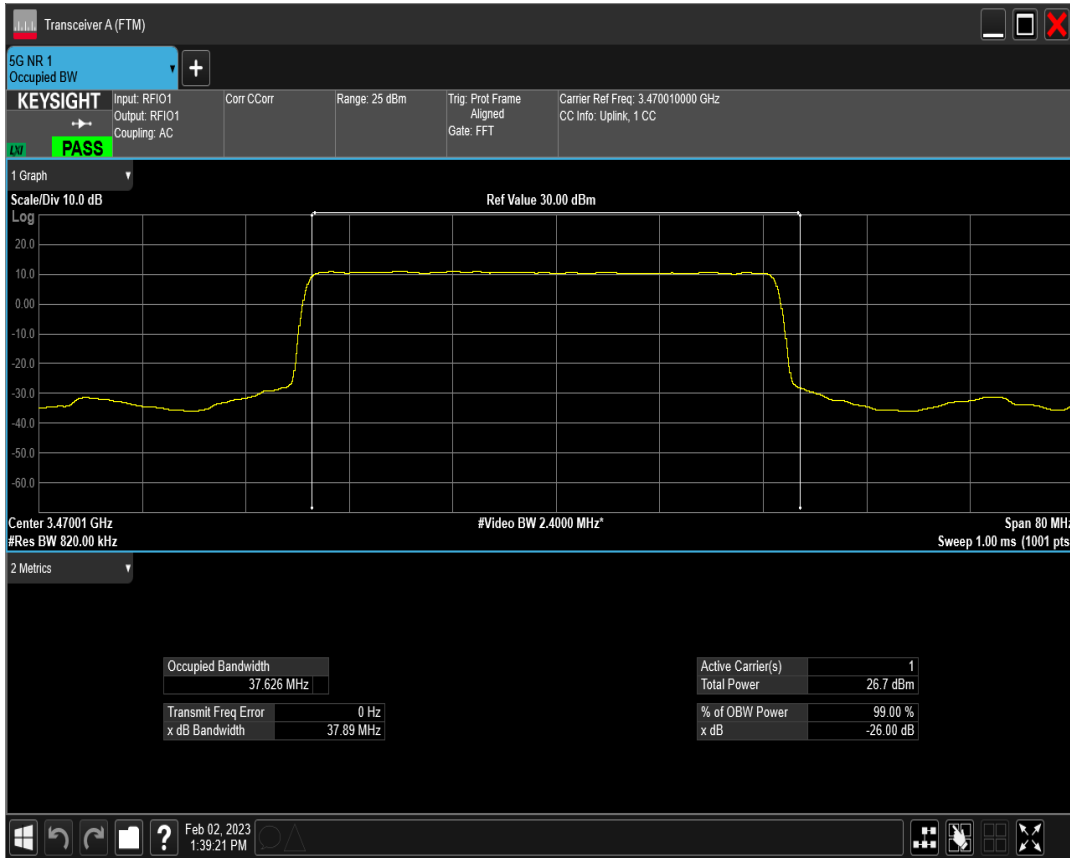 Transceiver A (FTM)
5G NR 1
Occupied BW
+
KEYSIGHT
Input: RFIO1
Output: RFIO1
Coupling: AC
Corr CCorr
Range: 25 dBm
Trig: Prot Frame
Aligned
Gate: FFT
Carrier Ref Freq: 3.470010000 GHz
CC Info: Uplink, 1 CC
LXI
PASS
1 Graph
Scale/Div 10.0 dB
Ref Value 30.00 dBm
Log
20.0
10.0
0.00
-10.0
-20.0
-30.0
-40.0
-50.0
-60.0
Center 3.47001 GHz
#Video BW 2.4000 MHz*
Span 80 MHz
#Res BW 820.00 kHz
Sweep 1.00 ms (1001 pts
2 Metrics
Occupied Bandwidth
37.626 MHz
Transmit Freq Error 0 Hz
x dB Bandwidth 37.89 MHz
Active Carrier(s) 1
Total Power 26.7 dBm
% of OBW Power 99.00 %
x dB -26.00 dB
?
Feb 02, 2023
1:39:21 PM